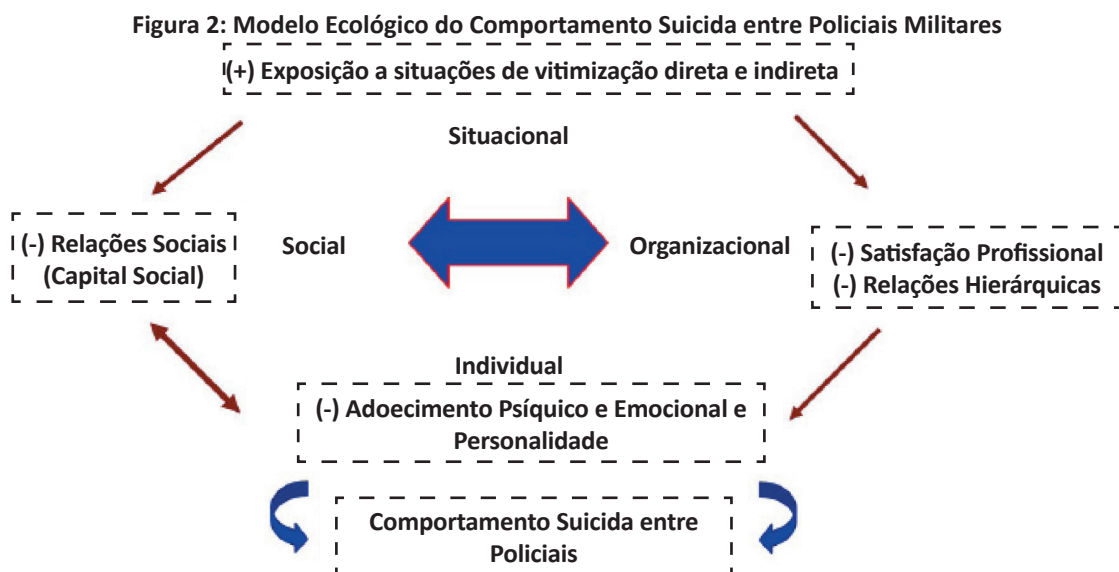 Figura 2: Modelo Ecológico do Comportamento Suicida entre Policiais Militares
(+) Exposição a situações de vitimização direta e indireta
Situacional
(-) Relações Sociais
(Capital Social)
Social
Organizacional
(-) Satisfação Profissional
(-) Relações Hierárquicas
Individual
(-) Adoecimento Psíquico e Emocional e
Personalidade
Comportamento Suicida entre
Policiais